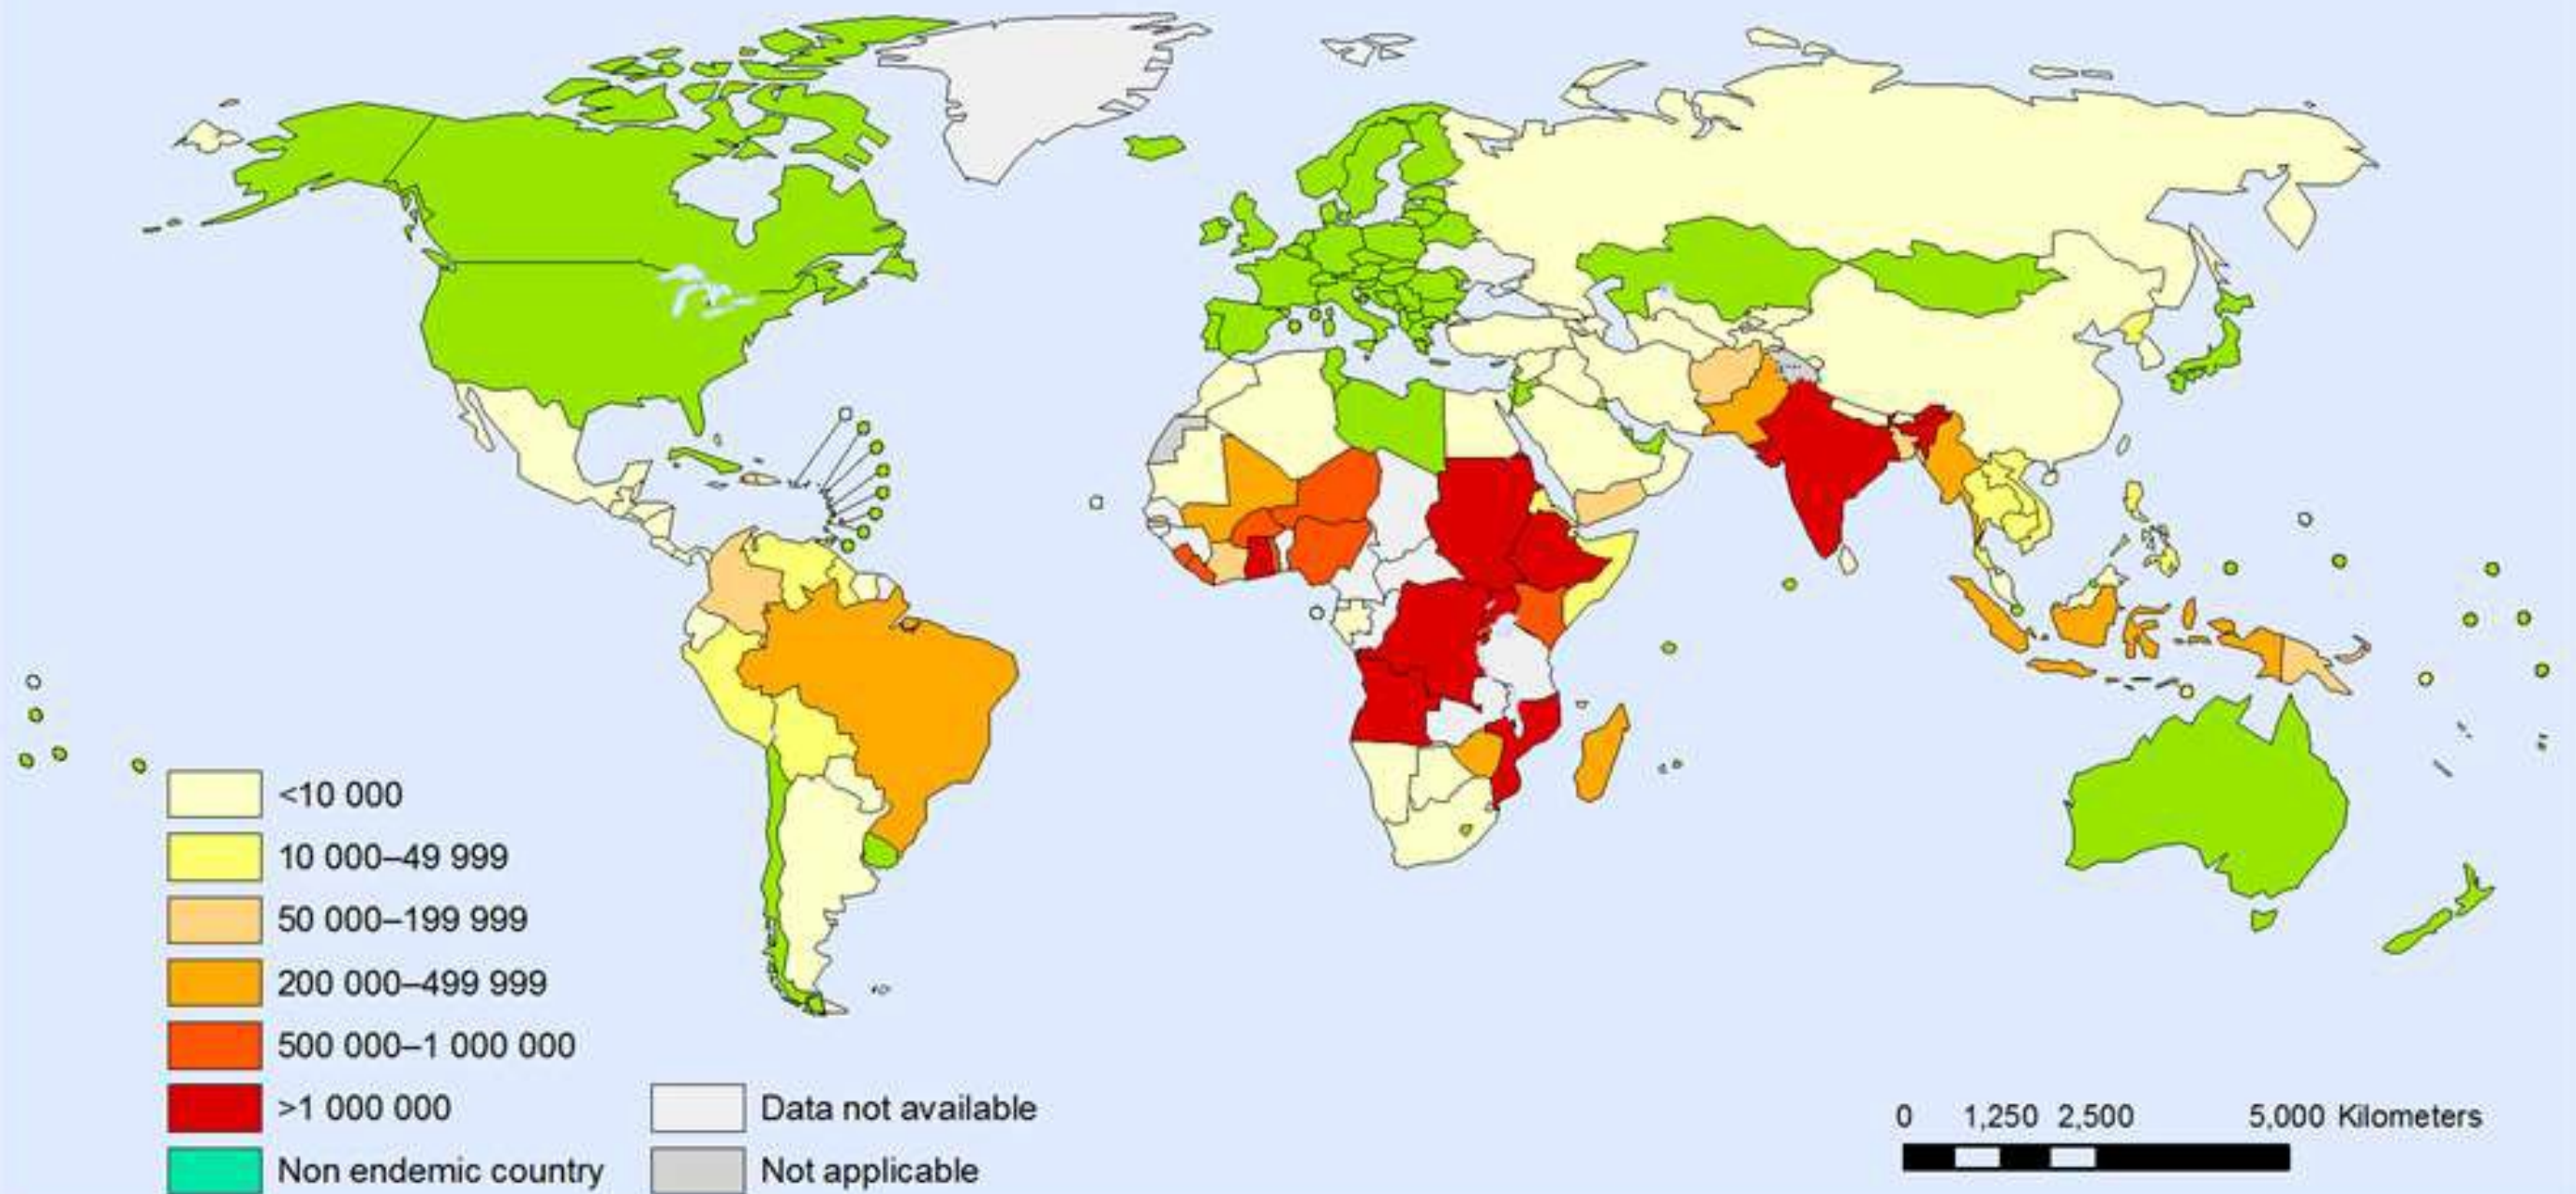 <10 000
10 000–49 999
50 000–199 999
200 000–499 999
500 000–1 000 000
>1 000 000
Non endemic country
Data not available
Not applicable
0 1,250 2,500 5,000 Kilometers